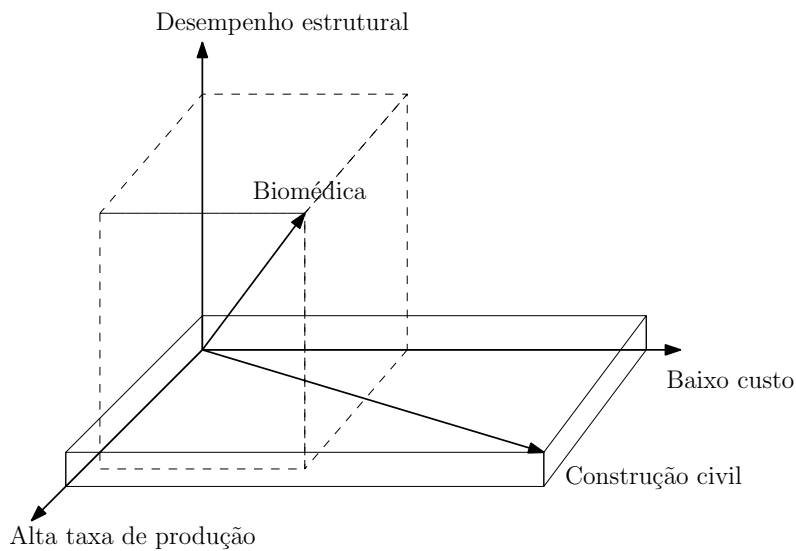 Desempenho estrutural
Biomédica
Baixo custo
Construção civil
Alta taxa de produção